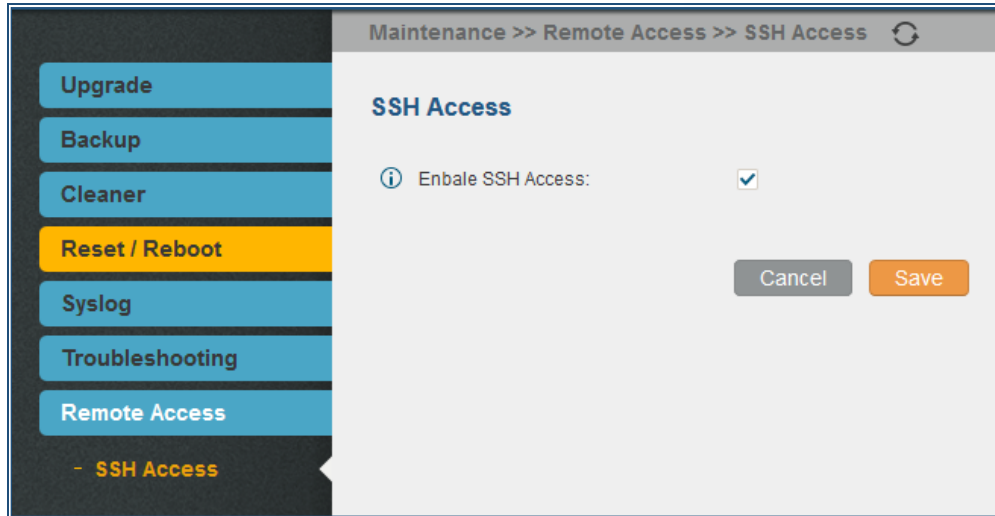 Maintenance >> Remote Access >> SSH Access
Upgrade
Backup
Cleaner
Reset / Reboot
Syslog
Troubleshooting
Remote Access
- SSH Access
SSH Access
Enbale SSH Access:
Cancel Save